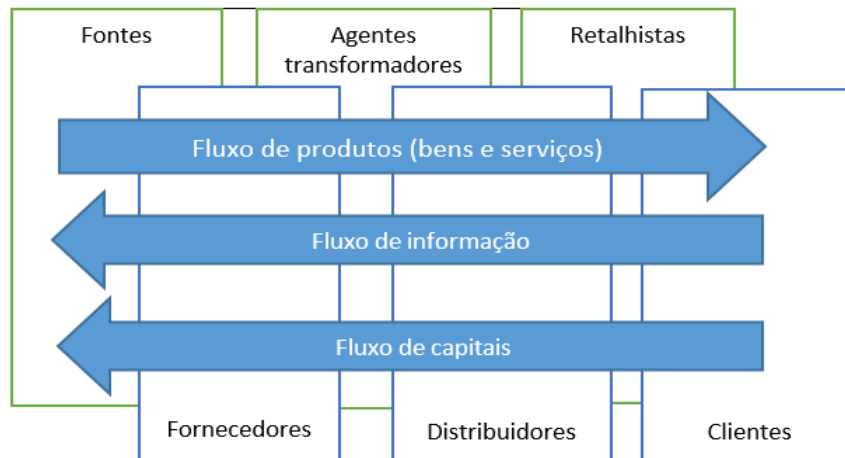 Fontes
Agentes
transformadores
Retalhistas
Fluxo de produtos (bens e serviços)
Fluxo de informação
Fluxo de capitais
Fornecedores
Distribuidores
Clientes